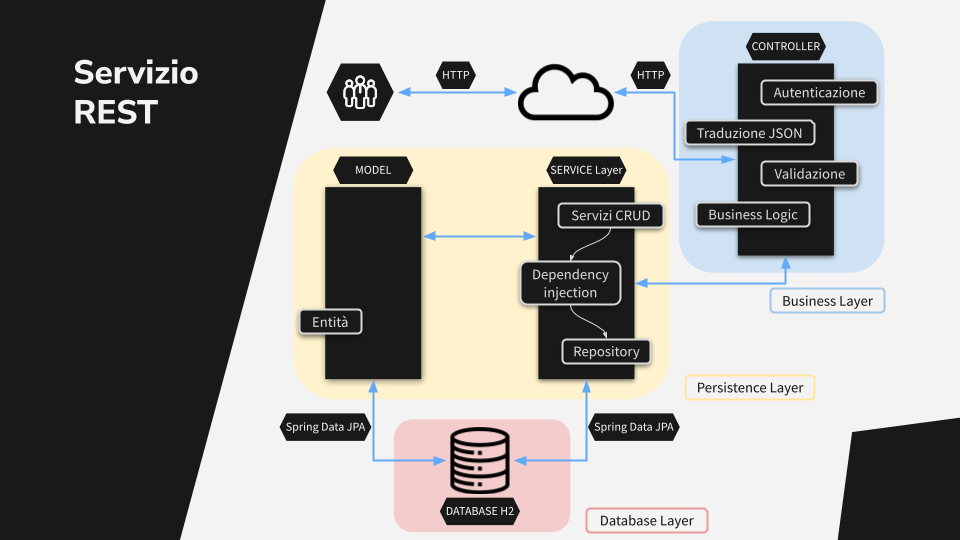 Servizio
REST
HTTP
HTTP
CONTROLLER
Autenticazione
Traduzione JSON
Validazione
Business Logic
Business Layer
MODEL
Entità
SERVICE Layer
Servizi CRUD
Dependency
injection
Repository
Persistence Layer
Spring Data JPA
Spring Data JPA
DATABASE H2
Database Layer